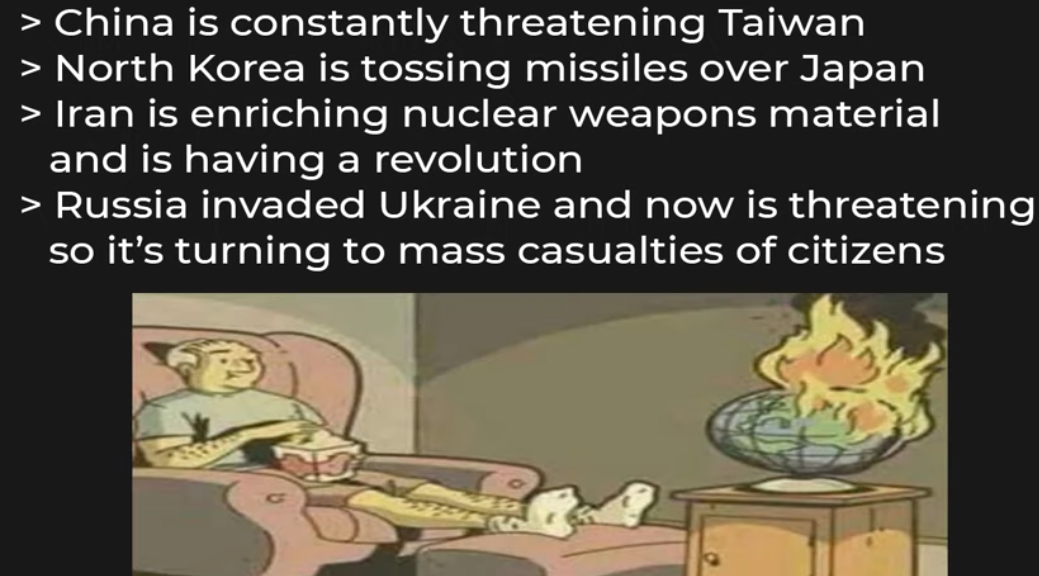 > China is constantly threatening Taiwan
> North Korea is tossing missiles over Japan
> Iran is enriching nuclear weapons material
and is having a revolution
> Russia invaded Ukraine and now is threatening
so it’s turning to mass casualties of citizens